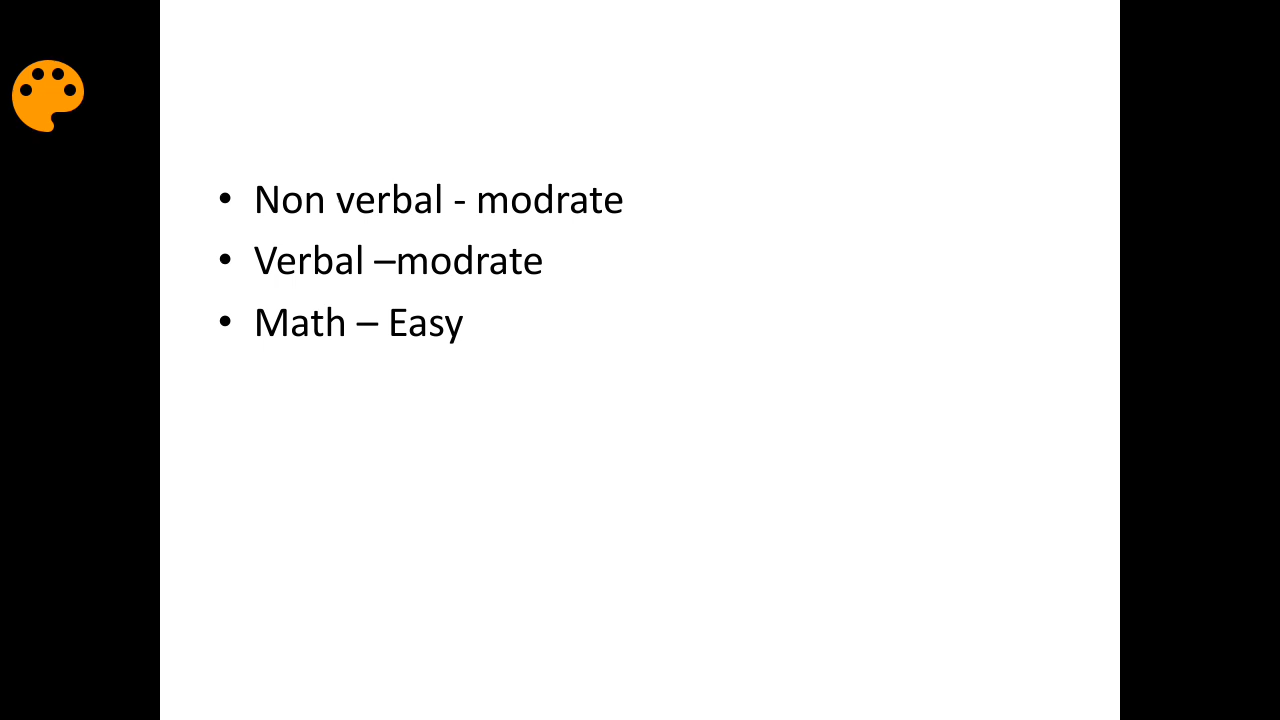 • Non verbal - modrate
• Verbal –modrate
• Math – Easy